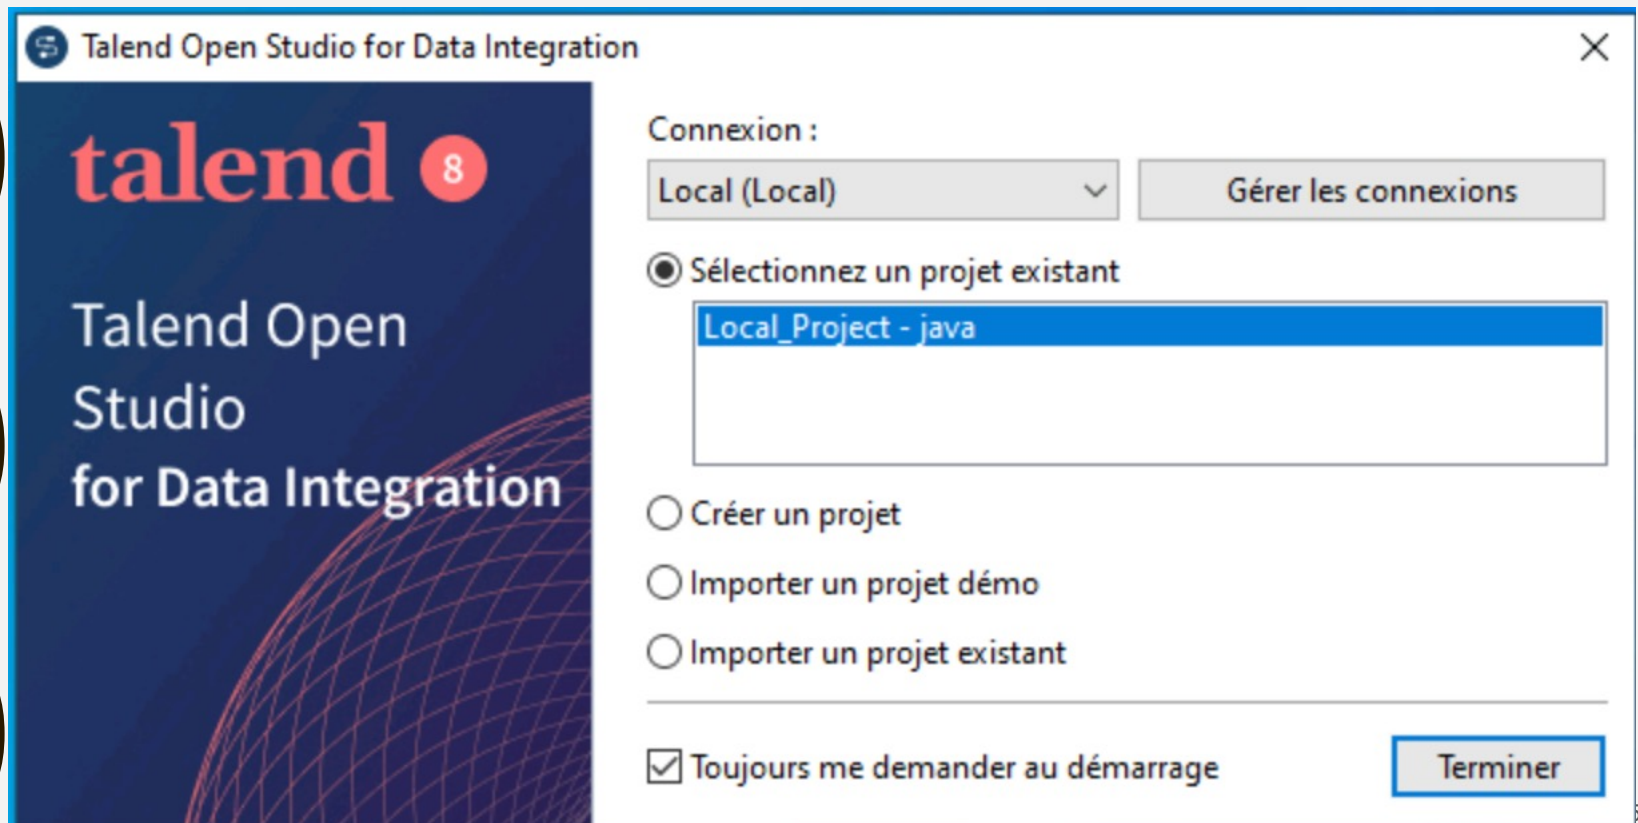 Talend Open Studio for Data Integration
talend 8
Talend Open
Studio
for Data Integration
Connexion :
Local (Local)
Gérer les connexions
Sélectionnez un projet existant
Local_Project - java
Créer un projet
Importer un projet démo
Importer un projet existant
Toujours me demander au démarrage
Terminer